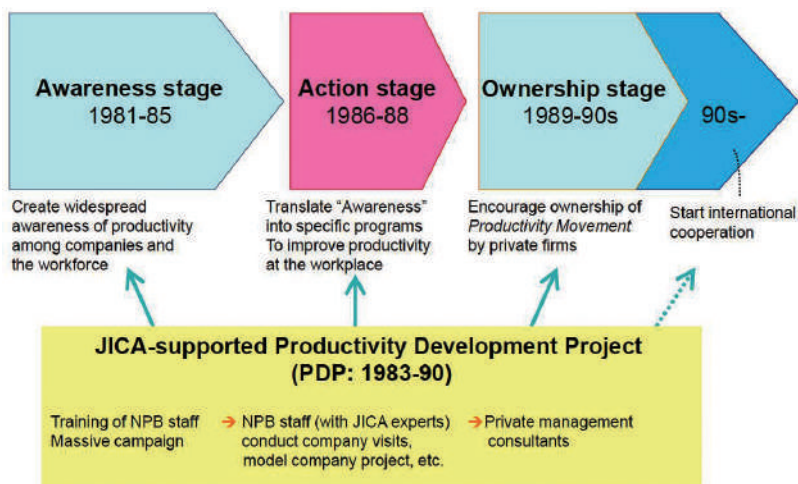 Awareness stage
1981-85
Action stage
1986-88
Ownership stage
1989-90s
90s-
Create widespread
awareness of productivity
among companies and
the workforce
Translate “Awareness”
into specific programs
To improve productivity
at the workplace
Encourage ownership of
Productivity Movement
by private firms
Start international
cooperation
JICA-supported Productivity Development Project
(PDP: 1983-90)
Training of NPB staff
Massive campaign
➔ NPB staff (with JICA experts)
conduct company visits,
model company project, etc.
➔ Private management
consultants